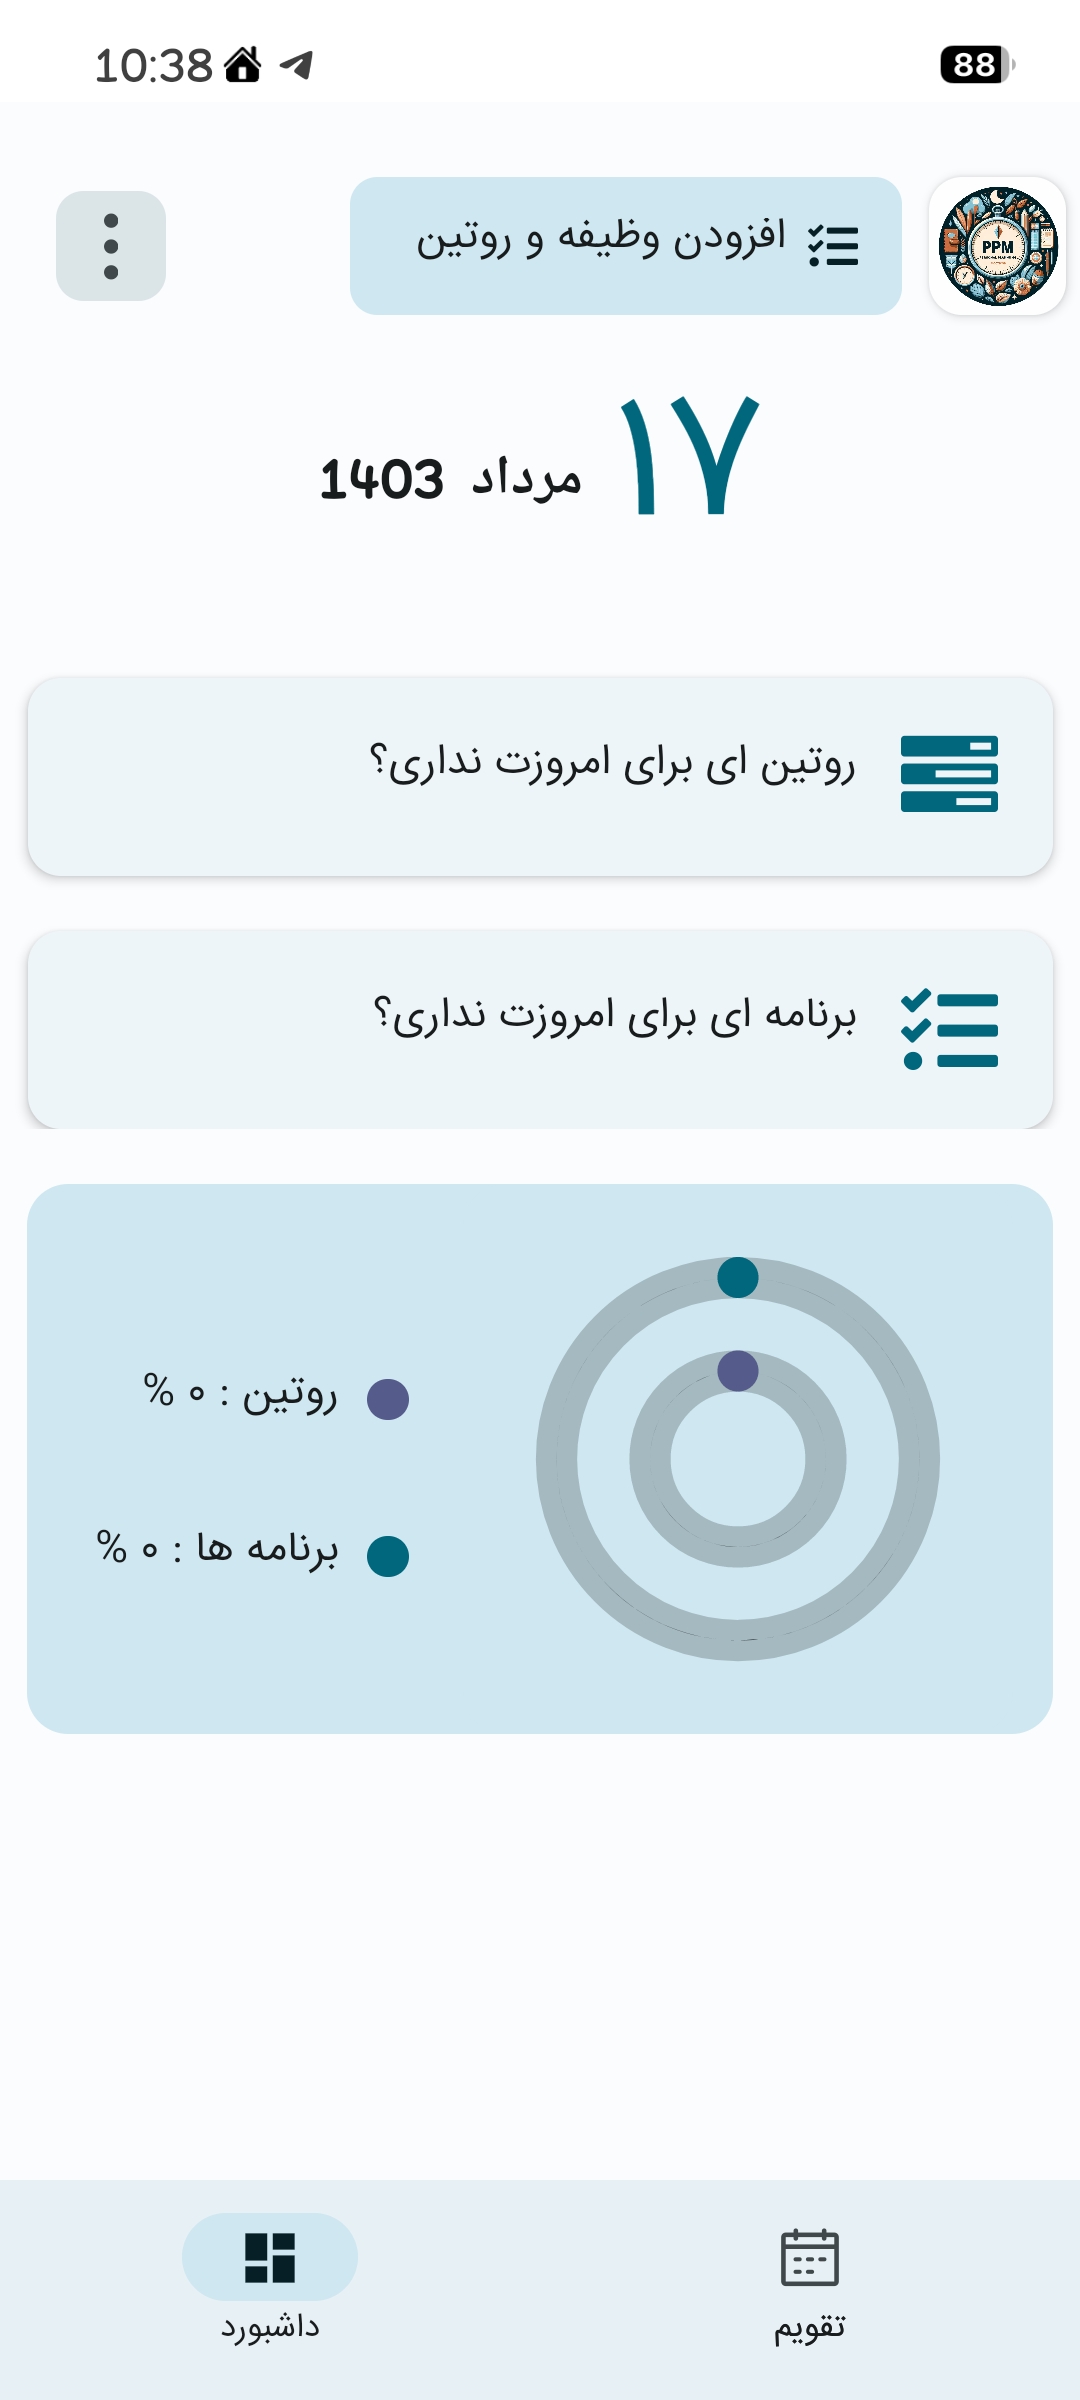 10:38
88
PPM
افزودن وظیفه و روتین
۱۷ مرداد 1403
روتین ای برای امروزت نداری؟
برنامه ای برای امروزت نداری؟
روتین : ۰ %
برنامه ها : ۰ %
تقویم
داشبورد